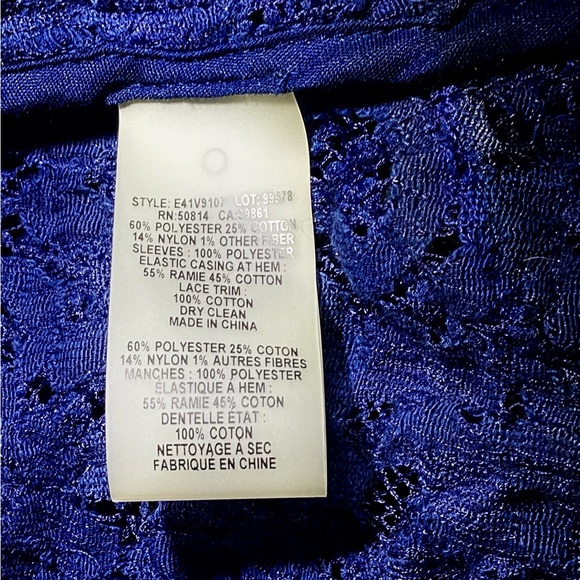 STYLE: E41V9107 LOT: 99578
RN:50814 CA:39861
60% POLYESTER 25% COTTON
14% NYLON 1% OTHER FIBER
SLEEVES : 100% POLYESTER
ELASTIC CASING AT HEM :
55% RAMIE 45% COTTON
LACE TRIM :
100% COTTON
DRY CLEAN
MADE IN CHINA
60% POLYESTER 25% COTON
14% NYLON 1% AUTRES FIBRES
MANCHES : 100% POLYESTER
ÉLASTIQUE À HEM :
55% RAMIE 45% COTON
DENTELLE ÉTAT :
100% COTON
NETTOYAGE A SEC
FABRIQUÉ EN CHINE